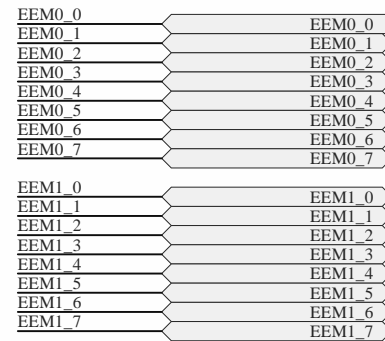 EEM0_0
EEM0_0
EEM0_1
EEM0_1
EEM0_2
EEM0_2
EEM0_3
EEM0_3
EEM0_4
EEM0_4
EEM0_5
EEM0_5
EEM0_6
EEM0_6
EEM0_7
EEM0_7
EEM1_0
EEM1_0
EEM1_1
EEM1_1
EEM1_2
EEM1_2
EEM1_3
EEM1_3
EEM1_4
EEM1_4
EEM1_5
EEM1_5
EEM1_6
EEM1_6
EEM1_7
EEM1_7